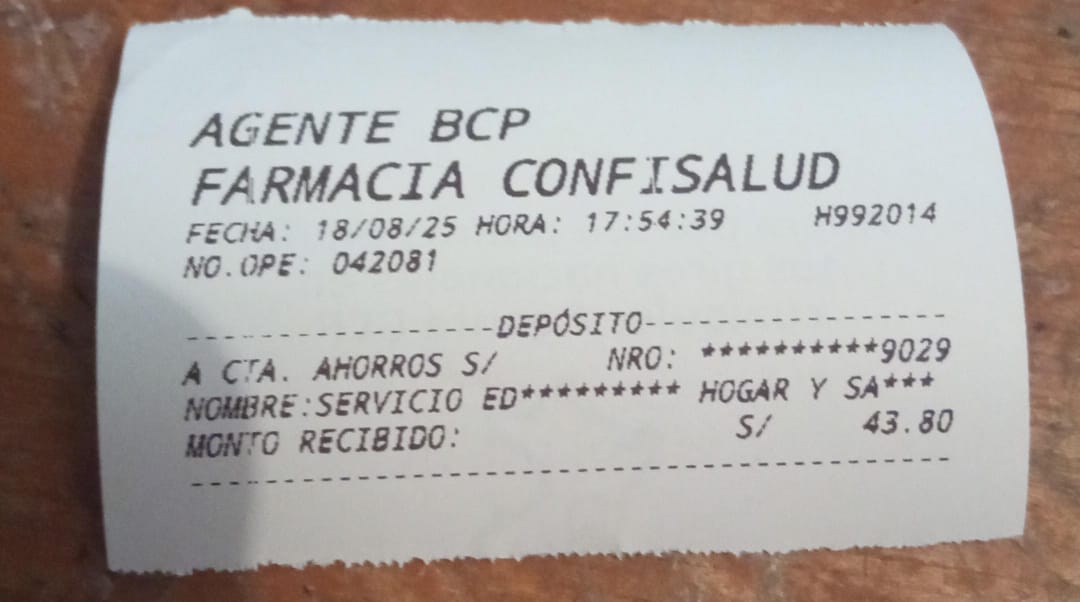 AGENTE BCP
FARMACIA CONFISALUD
FECHA: 18/08/25 HORA: 17:54:39 H992014
NO.OPE: 042081
-----------------DEPÓSITO-----------------
A CTA. AHORROS S/ NRO: **********9029
NOMBRE:SERVICIO ED********* HOGAR Y SA***
MONTO RECIBIDO: S/ 43.80
--------------------------------------------------